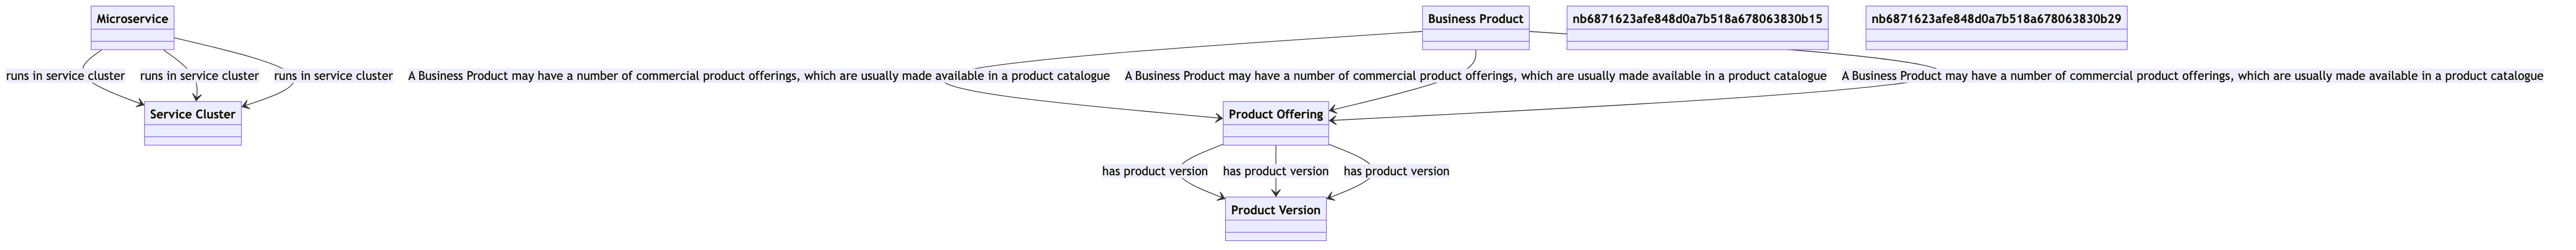 Microservice
Business Product
nb6871623afe848d0a7b518a678063830b15
nb6871623afe848d0a7b518a678063830b29
runs in service cluster
runs in service cluster
runs in service cluster
A Business Product may have a number of commercial product offerings, which are usually made available in a product catalogue
A Business Product may have a number of commercial product offerings, which are usually made available in a product catalogue
A Business Product may have a number of commercial product offerings, which are usually made available in a product catalogue
Service Cluster
Product Offering
has product version
has product version
has product version
Product Version